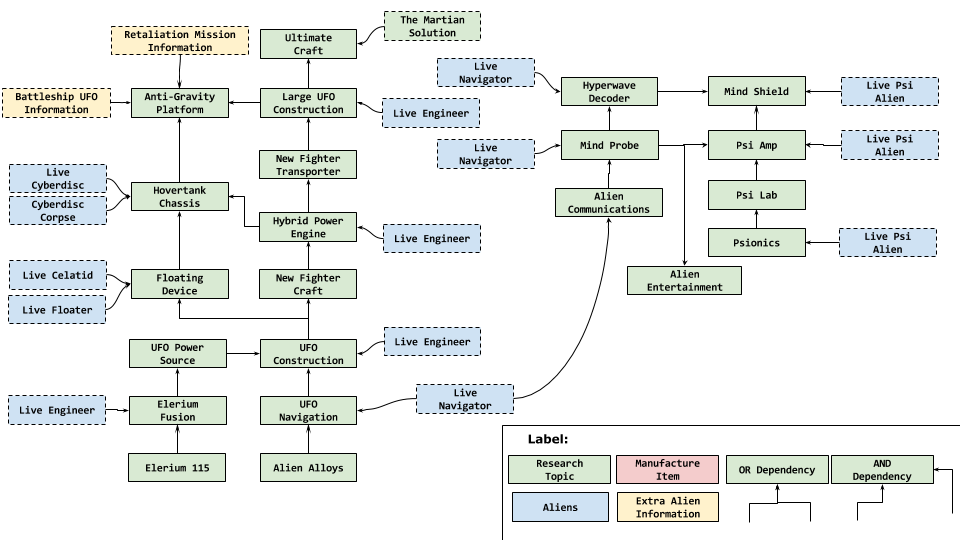 Retaliation Mission
Information
Ultimate
Craft
The Martian
Solution
Battleship UFO
Information
Anti-Gravity
Platform
Large UFO
Construction
Live Engineer
Live
Cyberdisc
Cyberdisc
Corpse
Hovertank
Chassis
New Fighter
Transporter
Hybrid Power
Engine
Live Engineer
Live Celatid
Live Floater
Floating
Device
New Fighter
Craft
UFO Power
Source
UFO
Construction
Live Engineer
Live Engineer
Elerium
Fusion
UFO
Navigation
Live
Navigator
Elerium 115
Alien Alloys
Live
Navigator
Hyperwave
Decoder
Mind Shield
Live Psi
Alien
Live
Navigator
Mind Probe
Psi Amp
Live Psi
Alien
Alien
Communications
Psi Lab
Psionics
Live Psi
Alien
Alien
Entertainment
Label:
Research
Topic
Manufacture
Item
OR Dependency
AND
Dependency
Aliens
Extra Alien
Information